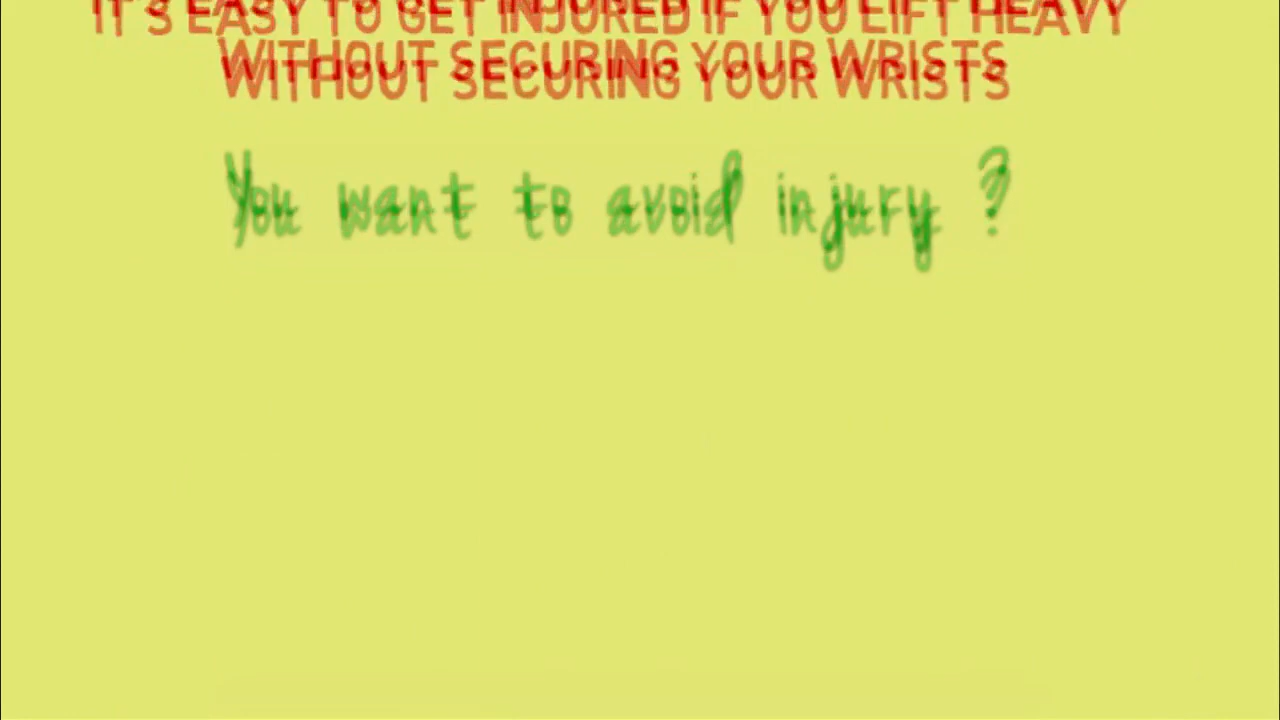 IT'S EASY TO GET INJURED IF YOU LIFT HEAVY
WITHOUT SECURING YOUR WRISTS
You want to avoid injury ?